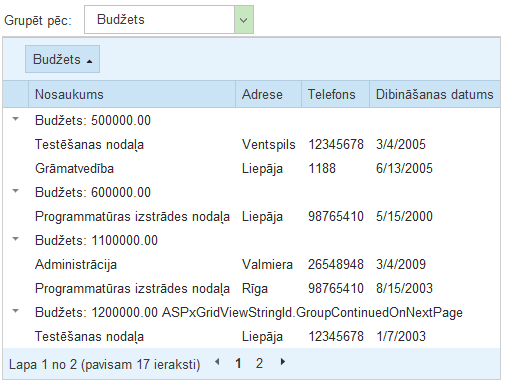 Grupēt pēc: Budžets
Budžets
Nosaukums Adrese Telefons Dibināšanas datums
Budžets: 500000.00
Testēšanas nodaļa Ventspils 12345678 3/4/2005
Grāmatvedība Liepāja 1188 6/13/2005
Budžets: 600000.00
Programmatūras izstrādes nodaļa Liepāja 98765410 5/15/2000
Budžets: 1100000.00
Administrācija Valmiera 26548948 3/4/2009
Programmatūras izstrādes nodaļa Rīga 98765410 8/15/2003
Budžets: 1200000.00 ASPxGridViewStringId.GroupContinuedOnNextPage
Testēšanas nodaļa Liepāja 12345678 1/7/2003
Lapa 1 no 2 (pavisam 17 ieraksti) 1 2